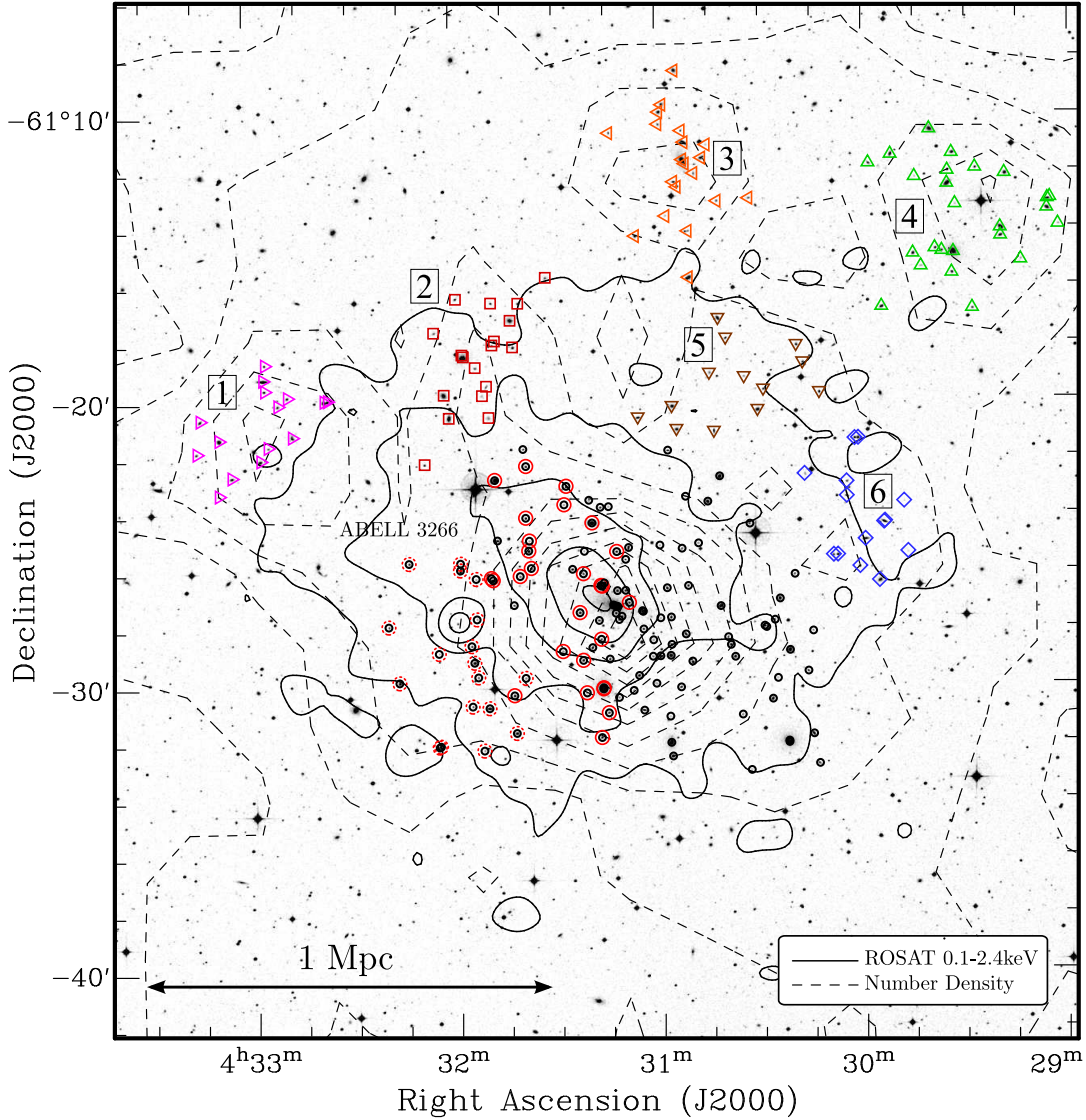 −61°10′
3
4
2
5
1
−20′
6
ABELL 3266
Declination (J2000)
−30′
1 Mpc
ROSAT 0.1-2.4keV
Number Density
−40′
4ʰ33ᵐ 32ᵐ 31ᵐ 30ᵐ 29ᵐ
Right Ascension (J2000)